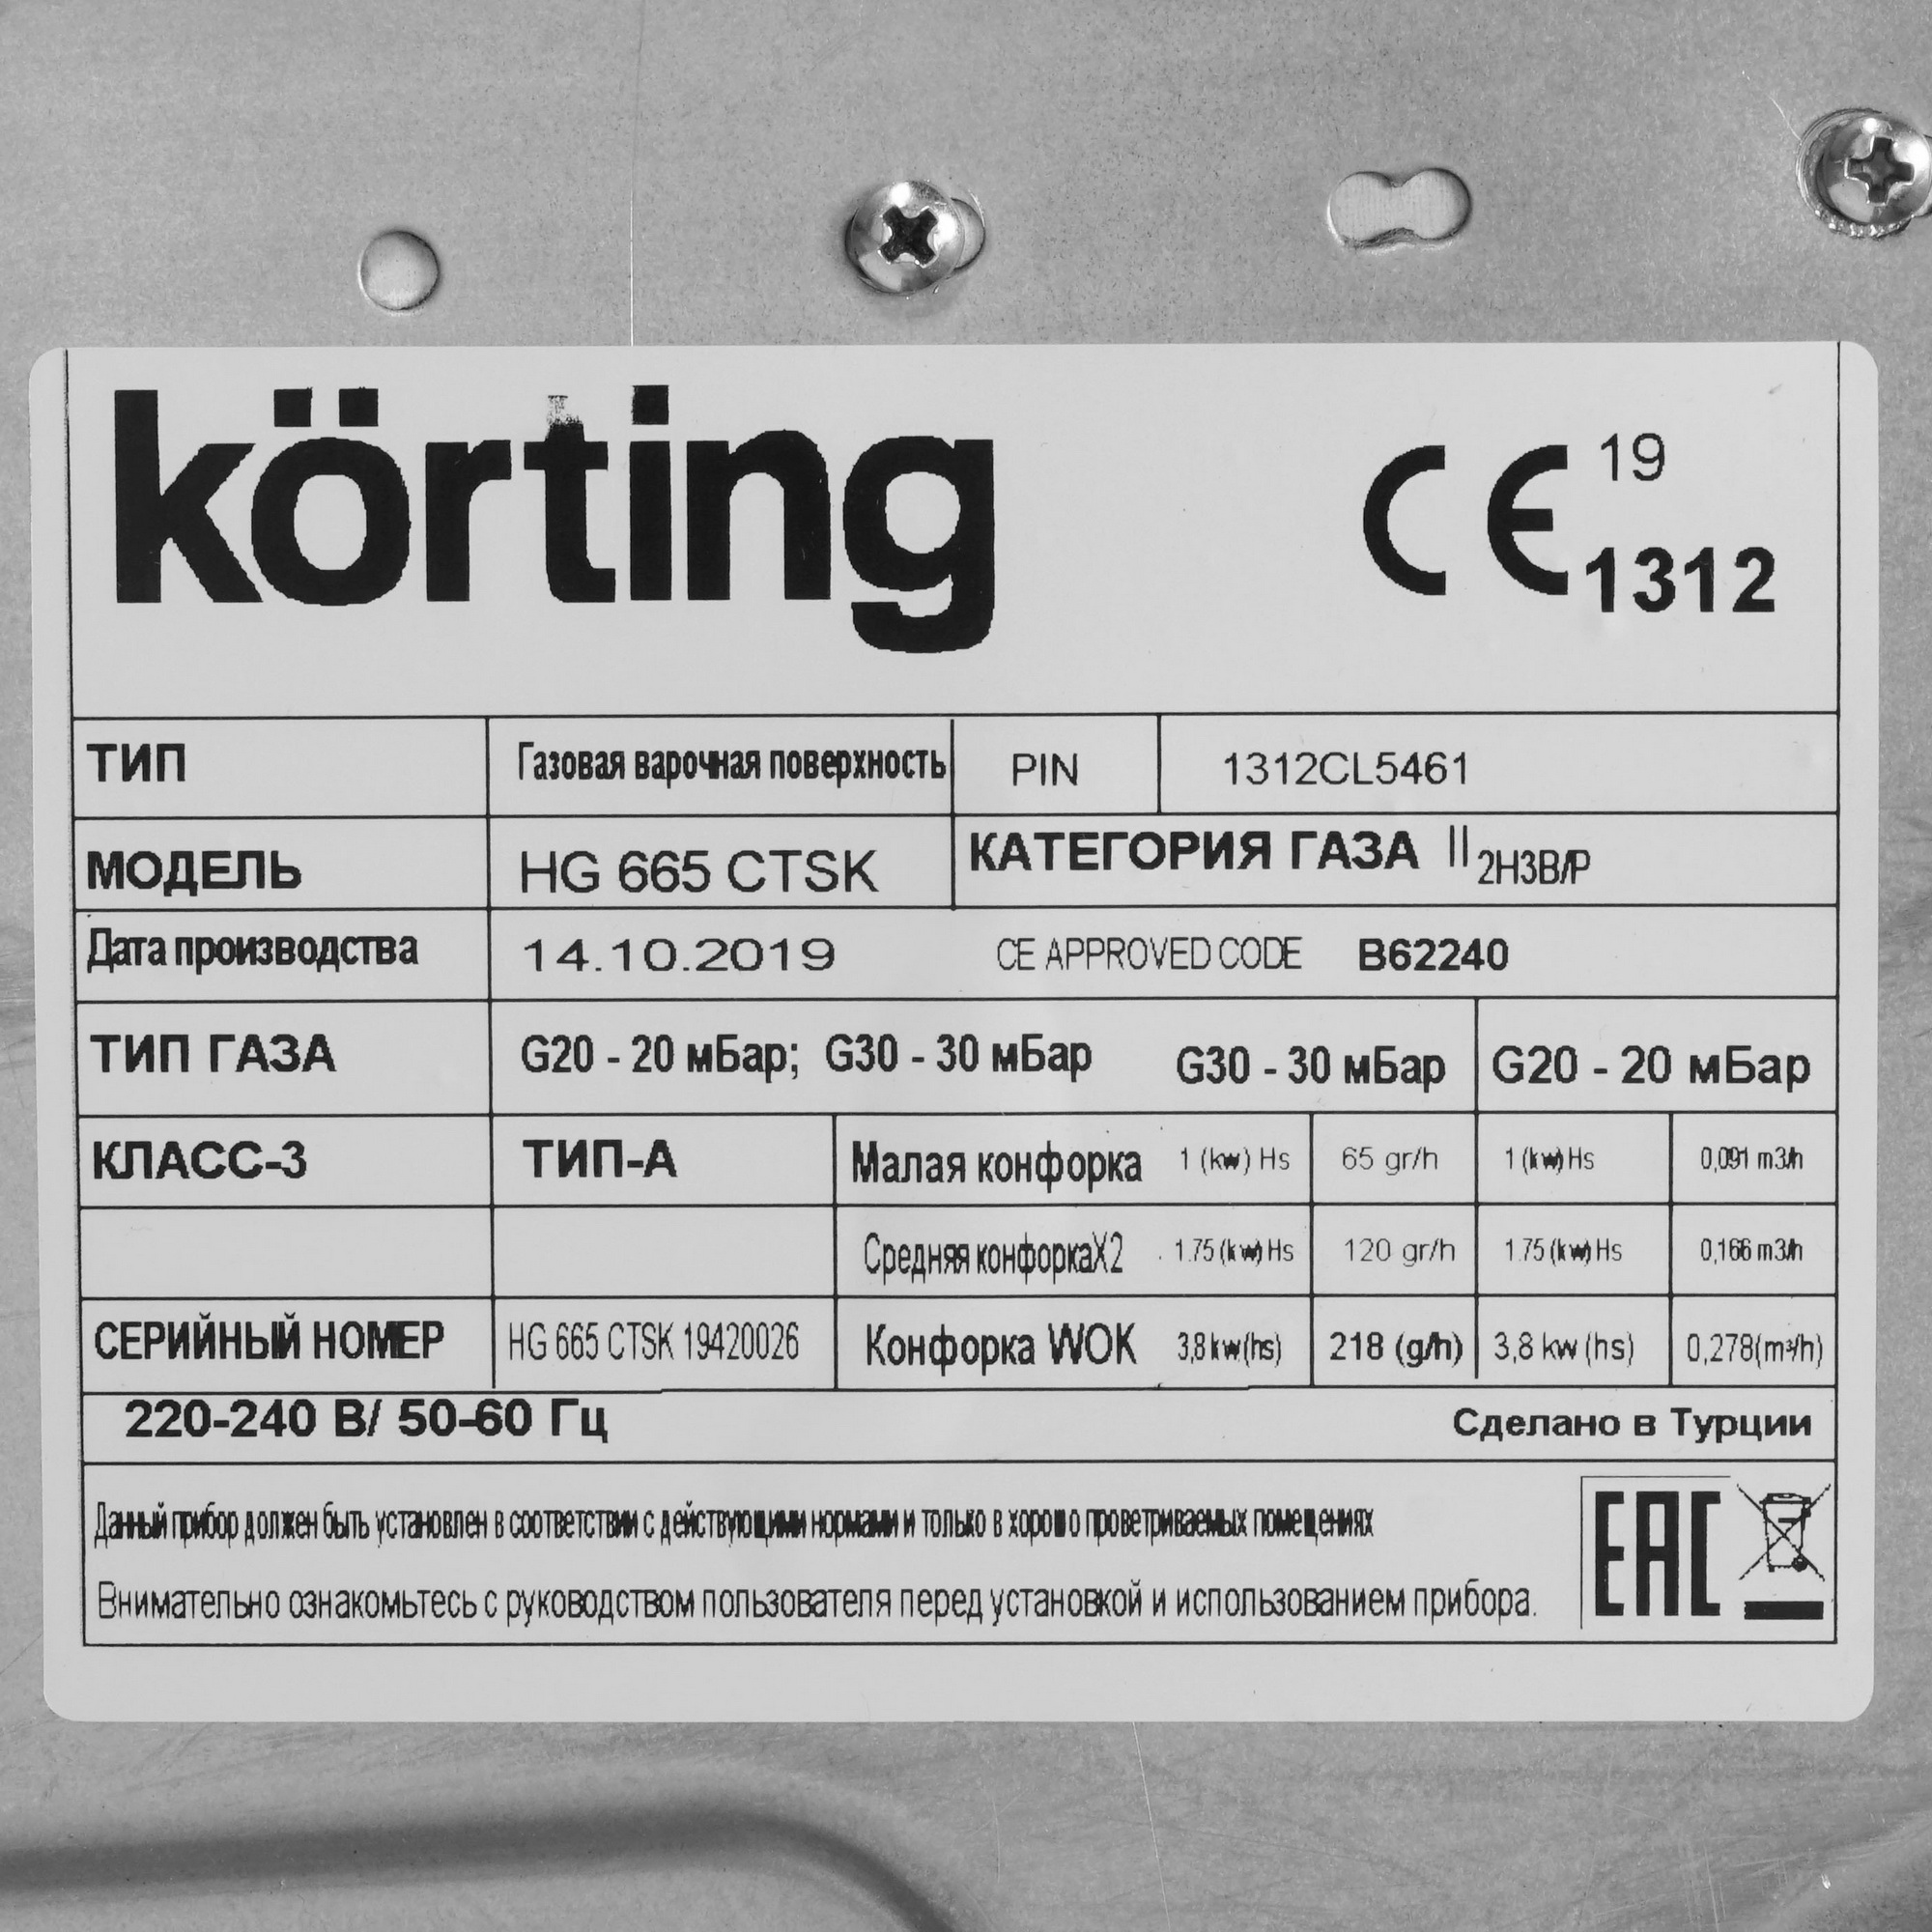 körting
CE 19
1312
ТИП Газовая варочная поверхность PIN 1312CL5461
МОДЕЛЬ HG 665 CTSK КАТЕГОРИЯ ГАЗА II 2H3B/P
Дата производства 14.10.2019 CE APPROVED CODE B62240
ТИП ГАЗА G20 - 20 мБар; G30 - 30 мБар G30 - 30 мБар G20 - 20 мБар
КЛАСС-3 ТИП-А Малая конфорка 1 (kw) Hs 65 gr/h 1 (kw) Hs 0,091 m3/h
Средняя конфоркаX2 1.75 (kw) Hs 120 gr/h 1.75 (kw) Hs 0,166 m3/h
СЕРИЙНЫЙ НОМЕР HG 665 CTSK 19420026 Конфорка WOK 3,8 kw (hs) 218 (g/h) 3,8 kw (hs) 0,278(m³/h)
220-240 В/ 50-60 Гц Сделано в Турции
Данный прибор должен быть установлен в соответствии с действующими нормами и только в хорошо проветриваемых помещениях
Внимательно ознакомьтесь с руководством пользователя перед установкой и использованием прибора.
EAC